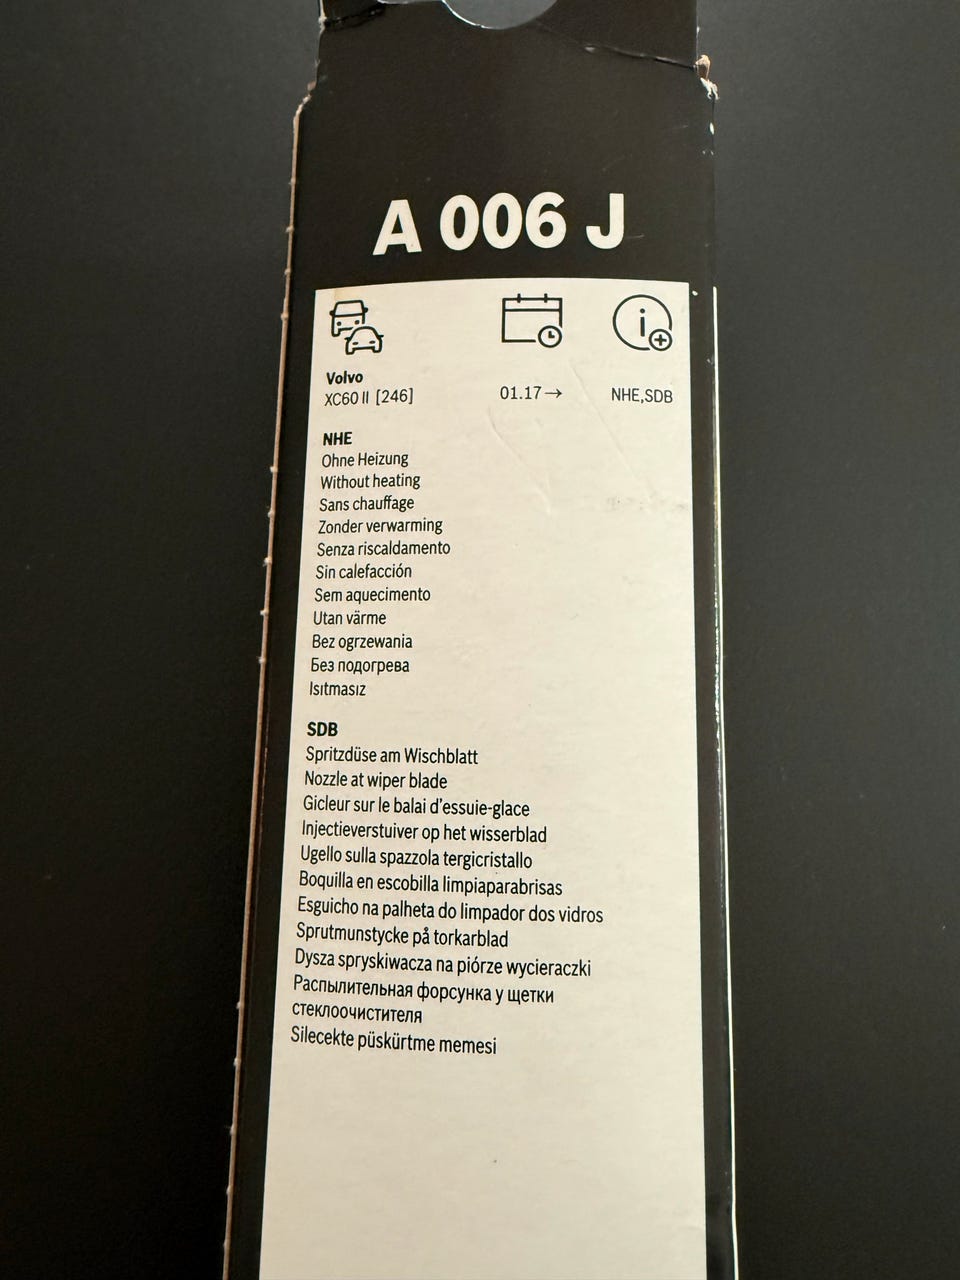 A 006 J
Volvo
XC60 II [246] 01.17→ NHE,SDB
NHE
Ohne Heizung
Without heating
Sans chauffage
Zonder verwarming
Senza riscaldamento
Sin calefacción
Sem aquecimento
Utan värme
Bez ogrzewania
Без подогрева
Isıtmasız
SDB
Spritzdüse am Wischblatt
Nozzle at wiper blade
Gicleur sur le balai d'essuie-glace
Injectieverstuiver op het wisserblad
Ugello sulla spazzola tergicristallo
Boquilla en escobilla limpiaparabrisas
Esguicho na palheta do limpador dos vidros
Sprutmunstycke på torkarblad
Dysza spryskiwacza na piórze wycieraczki
Распылительная форсунка у щетки
стеклоочистителя
Silecekte püskürtme memesi